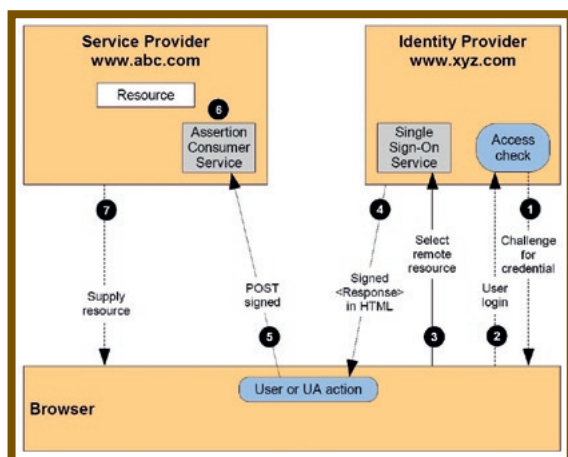 Service Provider
www.abc.com
Resource
6
Assertion
Consumer
Service
Identity Provider
www.xyz.com
Single
Sign-On
Service
Access
check
7
4
1
Select
remote
resource
Challenge
for
credential
Supply
resource
POST
signed
Signed
<Response>
in HTML
User
login
5
3
2
User or UA action
Browser